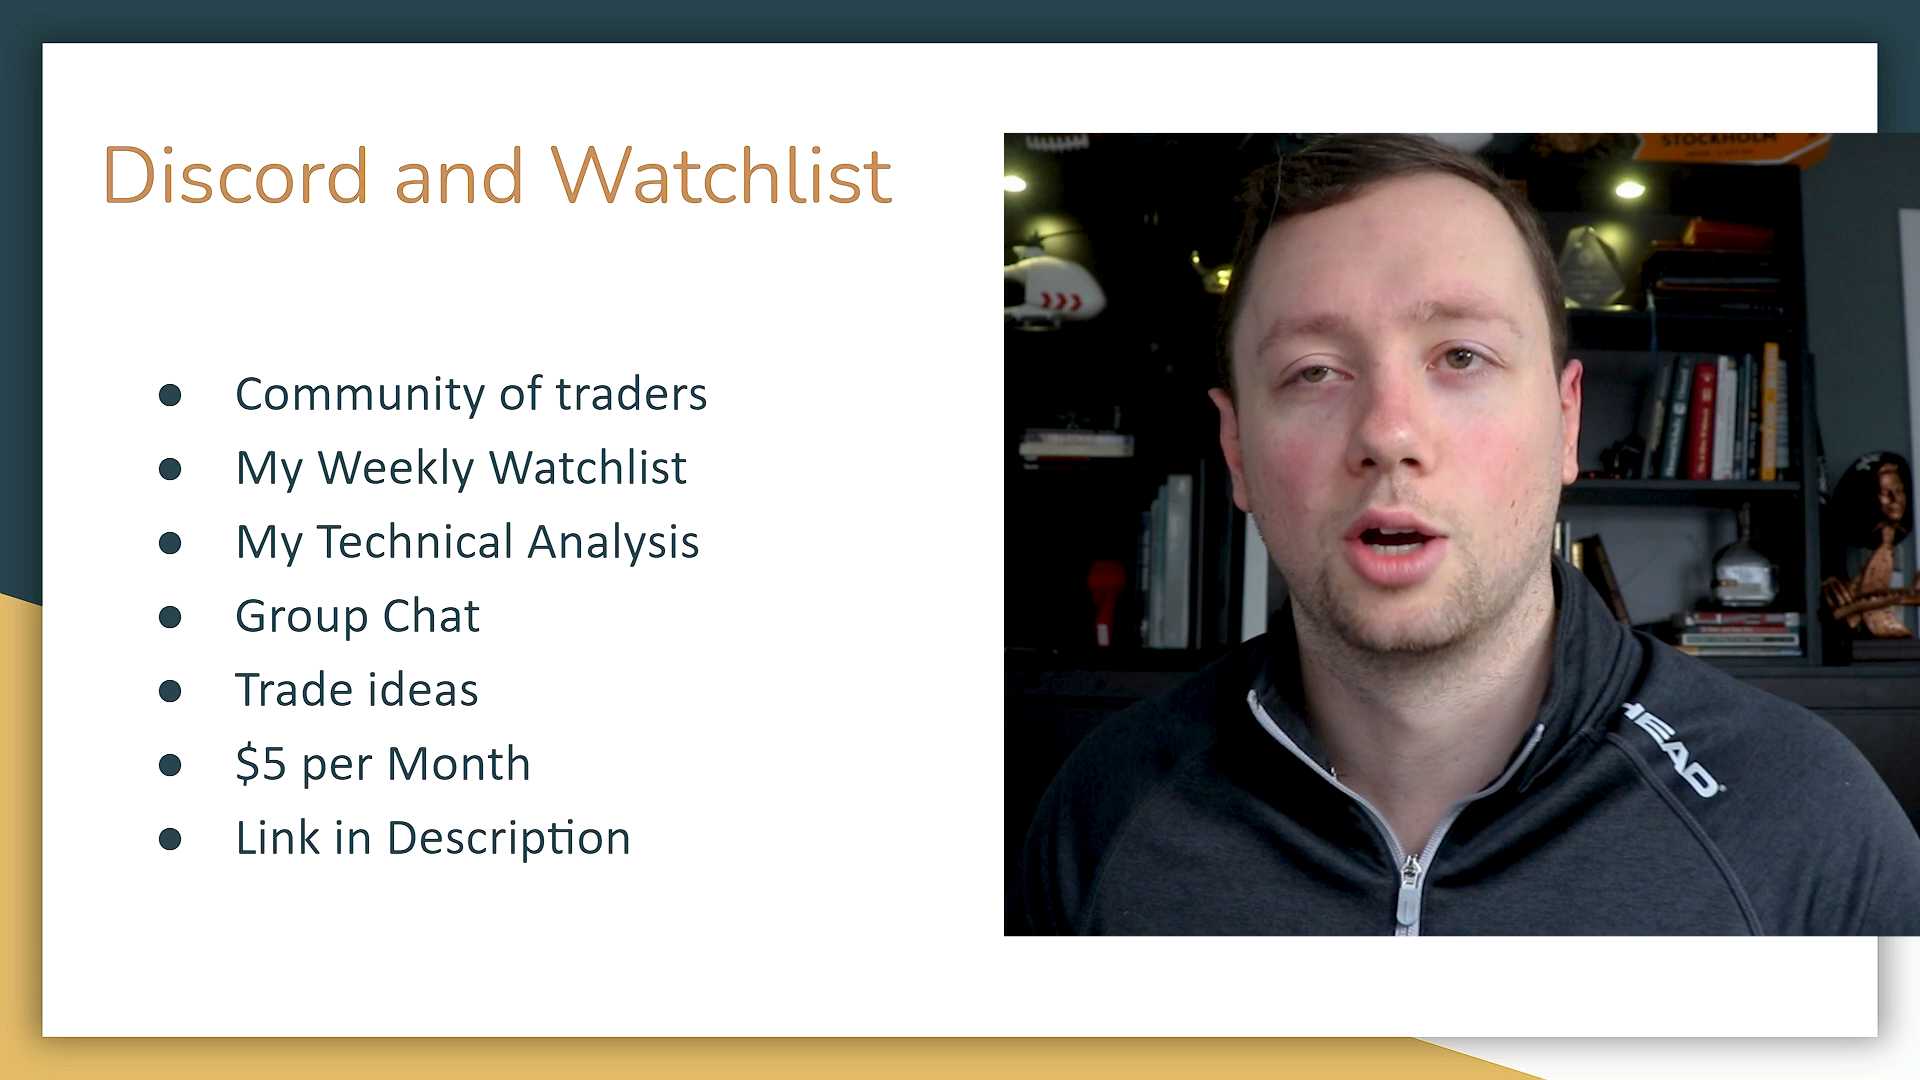 Discord and Watchlist
Community of traders
My Weekly Watchlist
My Technical Analysis
Group Chat
Trade ideas
$5 per Month
Link in Description
STOCKHOLM
HEAD